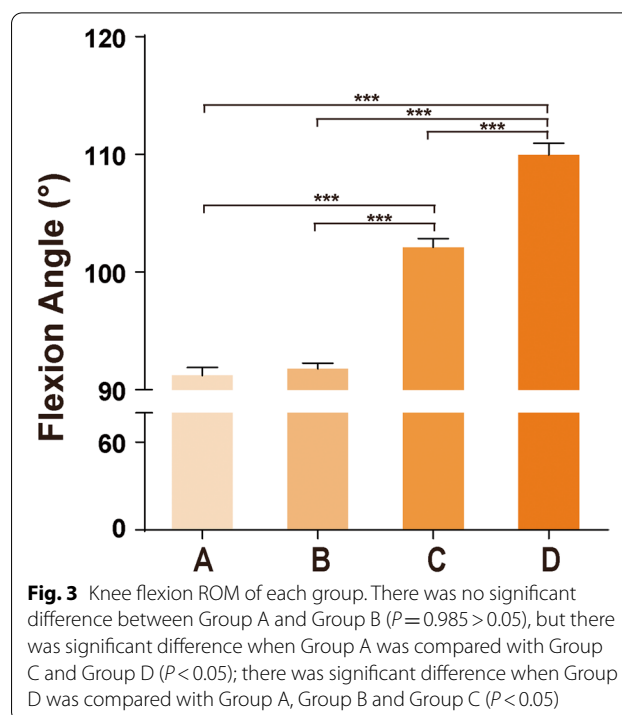 120
***
***
***
110
***
***
100
90
60
0
Flexion Angle (°)
A B C D
Fig. 3 Knee flexion ROM of each group. There was no significant
difference between Group A and Group B (P = 0.985 > 0.05), but there
was significant difference when Group A was compared with Group
C and Group D (P < 0.05); there was significant difference when Group
D was compared with Group A, Group B and Group C (P < 0.05)